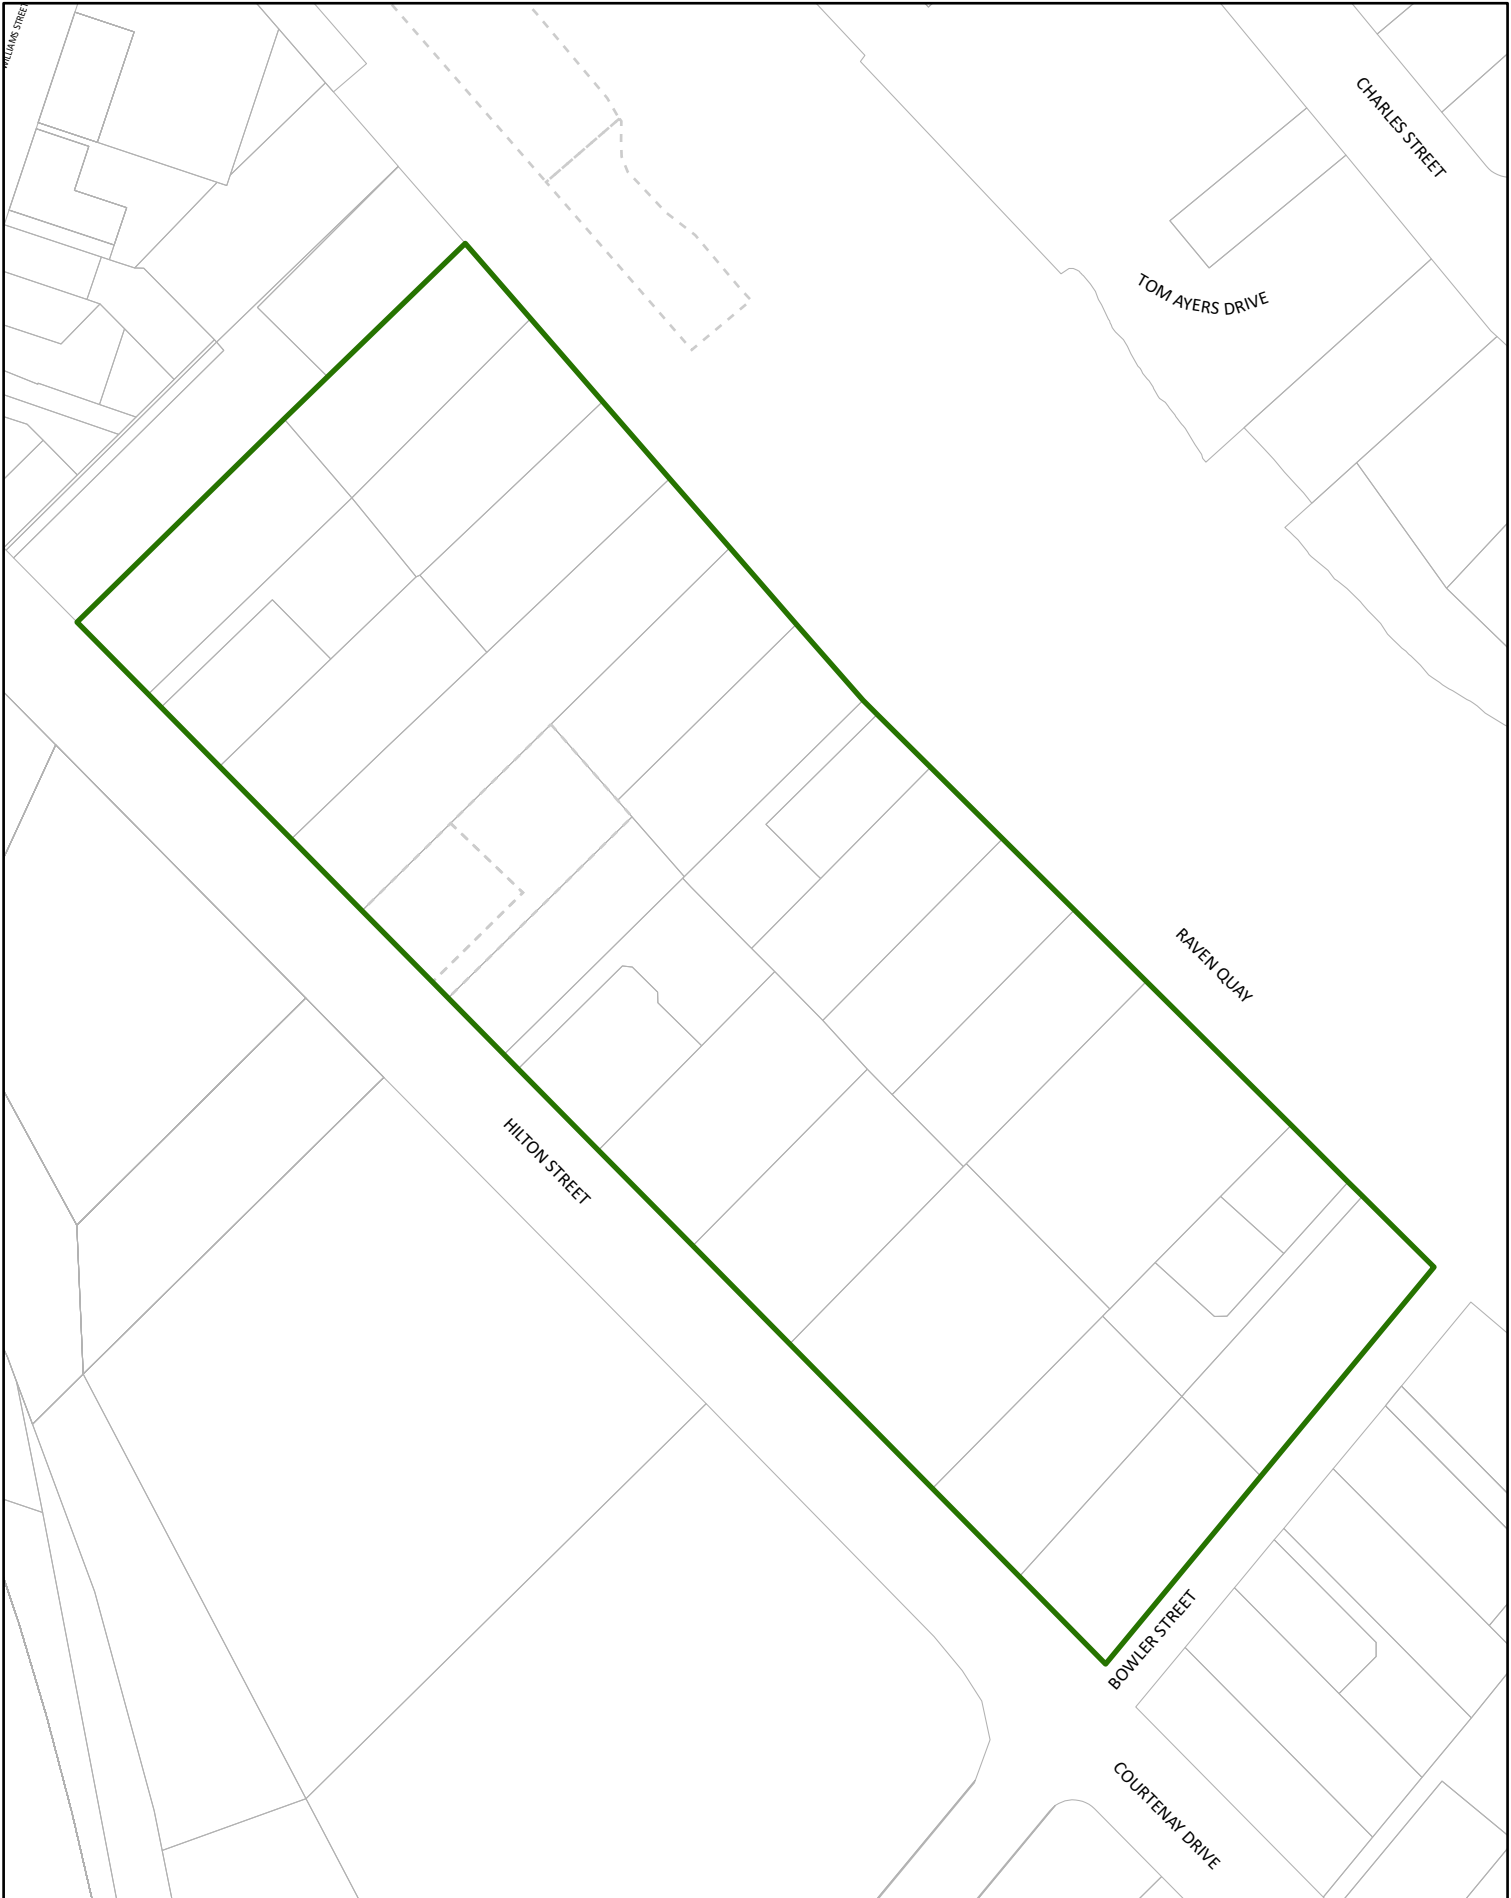 WILLIAMS STREET
CHARLES STREET
TOM AYERS DRIVE
RAVEN QUAY
HILTON STREET
BOWLER STREET
COURTENAY DRIVE